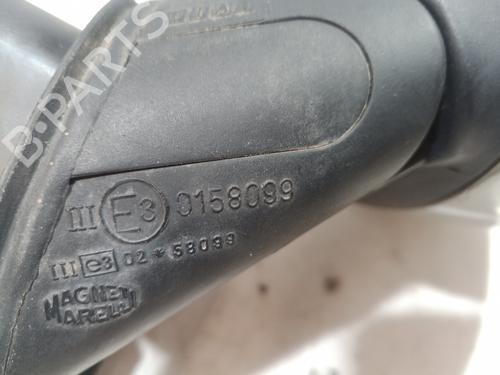 B-PARTS
III E3 0158099
III e3 02*58099
MAGNETI
MARELLI